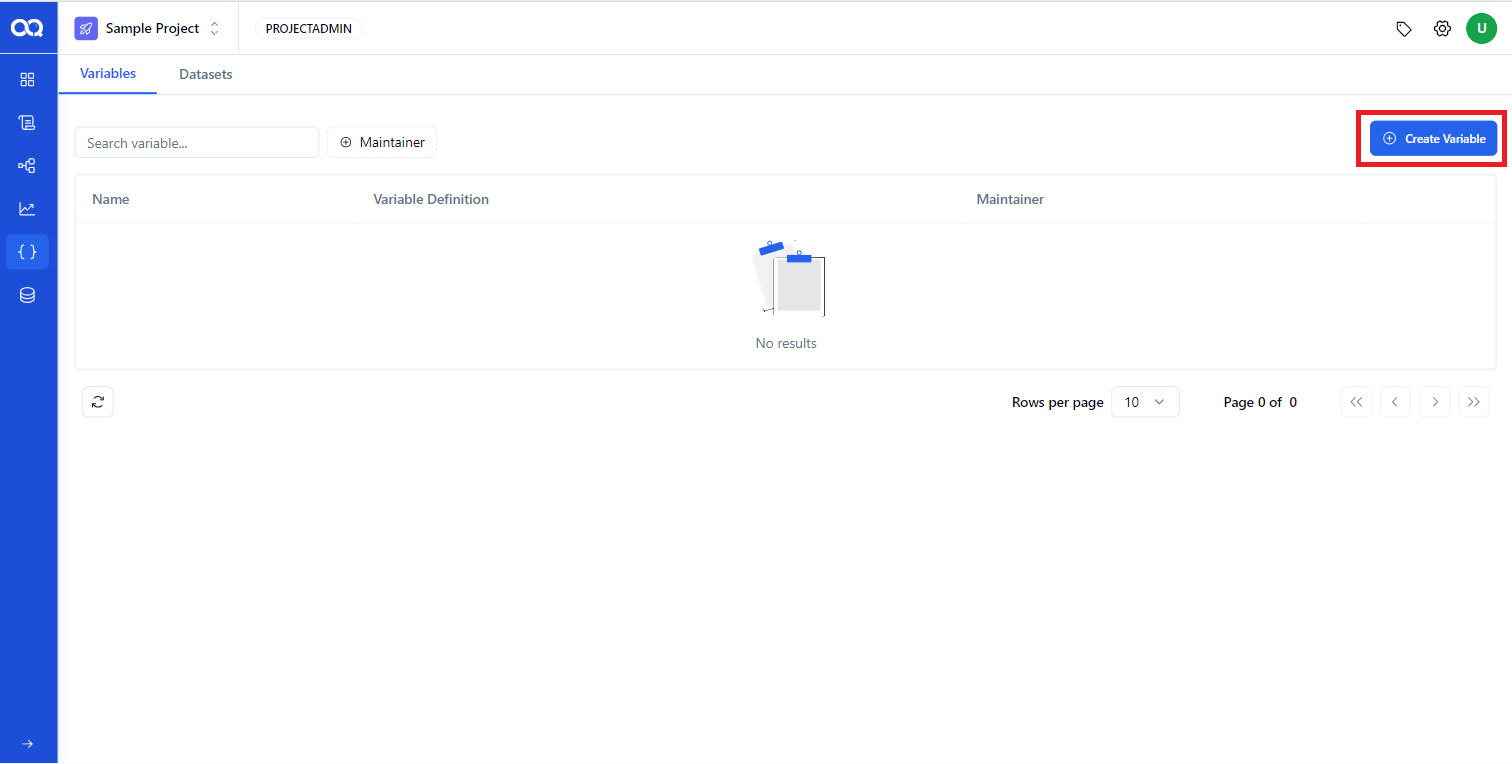 Sample Project
PROJECTADMIN
U
Variables Datasets
Search variable...
Maintainer
Create Variable
Name Variable Definition Maintainer
No results
Rows per page 10 Page 0 of 0